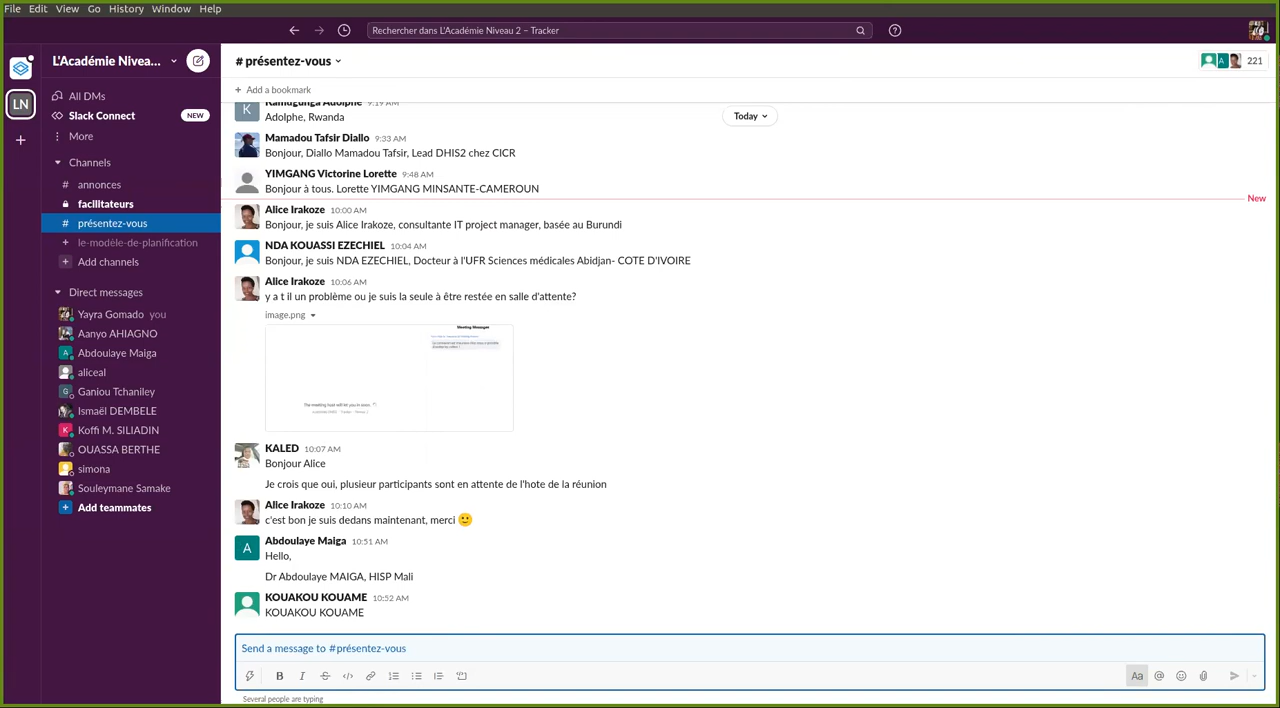 File Edit View Go History Window Help
Rechercher dans L'Académie Niveau 2 – Tracker
L'Académie Nivea...
# présentez-vous
221
LN
All DMs
Slack Connect NEW
More
Channels
# annonces
facilitateurs
# présentez-vous
+ le-modèle-de-planification
+ Add channels
Direct messages
Yayra Gomado you
Aanyo AHIAGNO
A Abdoulaye Maiga
aliceal
G Ganiou Tchaniley
Ismaël DEMBELE
K Koffi M. SILIADIN
OUASSA BERTHE
simona
Souleymane Samake
+ Add teammates
+ Add a bookmark
K Kamugunga Adolphe 9:19 AM
Adolphe, Rwanda
Today
Mamadou Tafsir Diallo 9:33 AM
Bonjour, Diallo Mamadou Tafsir, Lead DHIS2 chez CICR
YIMGANG Victorine Lorette 9:48 AM
Bonjour à tous. Lorette YIMGANG MINSANTE-CAMEROUN
New
Alice Irakoze 10:00 AM
Bonjour, je suis Alice Irakoze, consultante IT project manager, basée au Burundi
NDA KOUASSI EZECHIEL 10:04 AM
Bonjour, je suis NDA EZECHIEL, Docteur à l'UFR Sciences médicales Abidjan- COTE D'IVOIRE
Alice Irakoze 10:06 AM
y a t il un problème ou je suis la seule à être restée en salle d'attente?
image.png
Meeting Messages
The meeting host will let you in soon.
KALED 10:07 AM
Bonjour Alice
Je crois que oui, plusieur participants sont en attente de l'hote de la réunion
Alice Irakoze 10:10 AM
c'est bon je suis dedans maintenant, merci
A Abdoulaye Maiga 10:51 AM
Hello,
Dr Abdoulaye MAIGA, HISP Mali
KOUAKOU KOUAME 10:52 AM
KOUAKOU KOUAME
Send a message to #présentez-vous
B I S Aa
Several people are typing